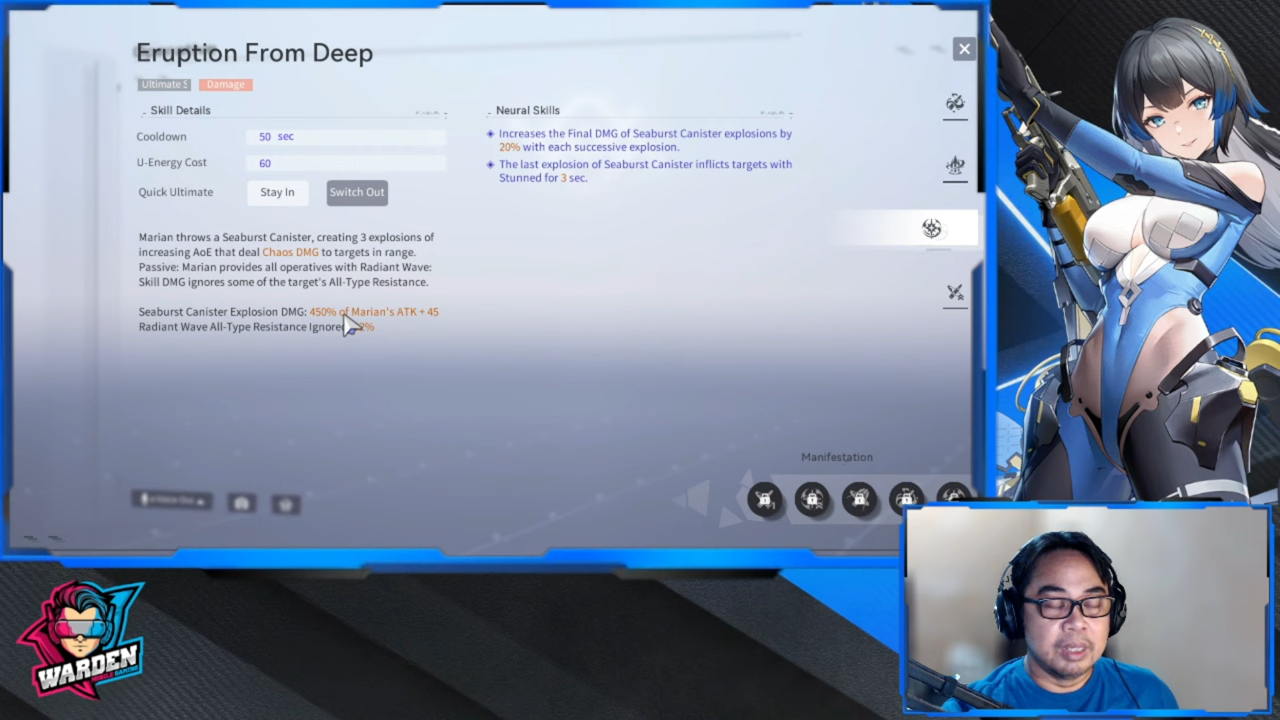 Eruption From Deep
Ultimate S
Damage
Skill Details
Cooldown
50 sec
U-Energy Cost
60
Quick Ultimate
Stay In
Switch Out
Marian throws a Seaburst Canister, creating 3 explosions of
increasing AoE that deal Chaos DMG to targets in range.
Passive: Marian provides all operatives with Radiant Wave:
Skill DMG ignores some of the target's All-Type Resistance.
Seaburst Canister Explosion DMG: 450% of Marian's ATK + 45
Radiant Wave All-Type Resistance Ignored
Neural Skills
Increases the Final DMG of Seaburst Canister explosions by
20% with each successive explosion.
The last explosion of Seaburst Canister inflicts targets with
Stunned for 3 sec.
Manifestation
WARDEN
MOBILE GAMING